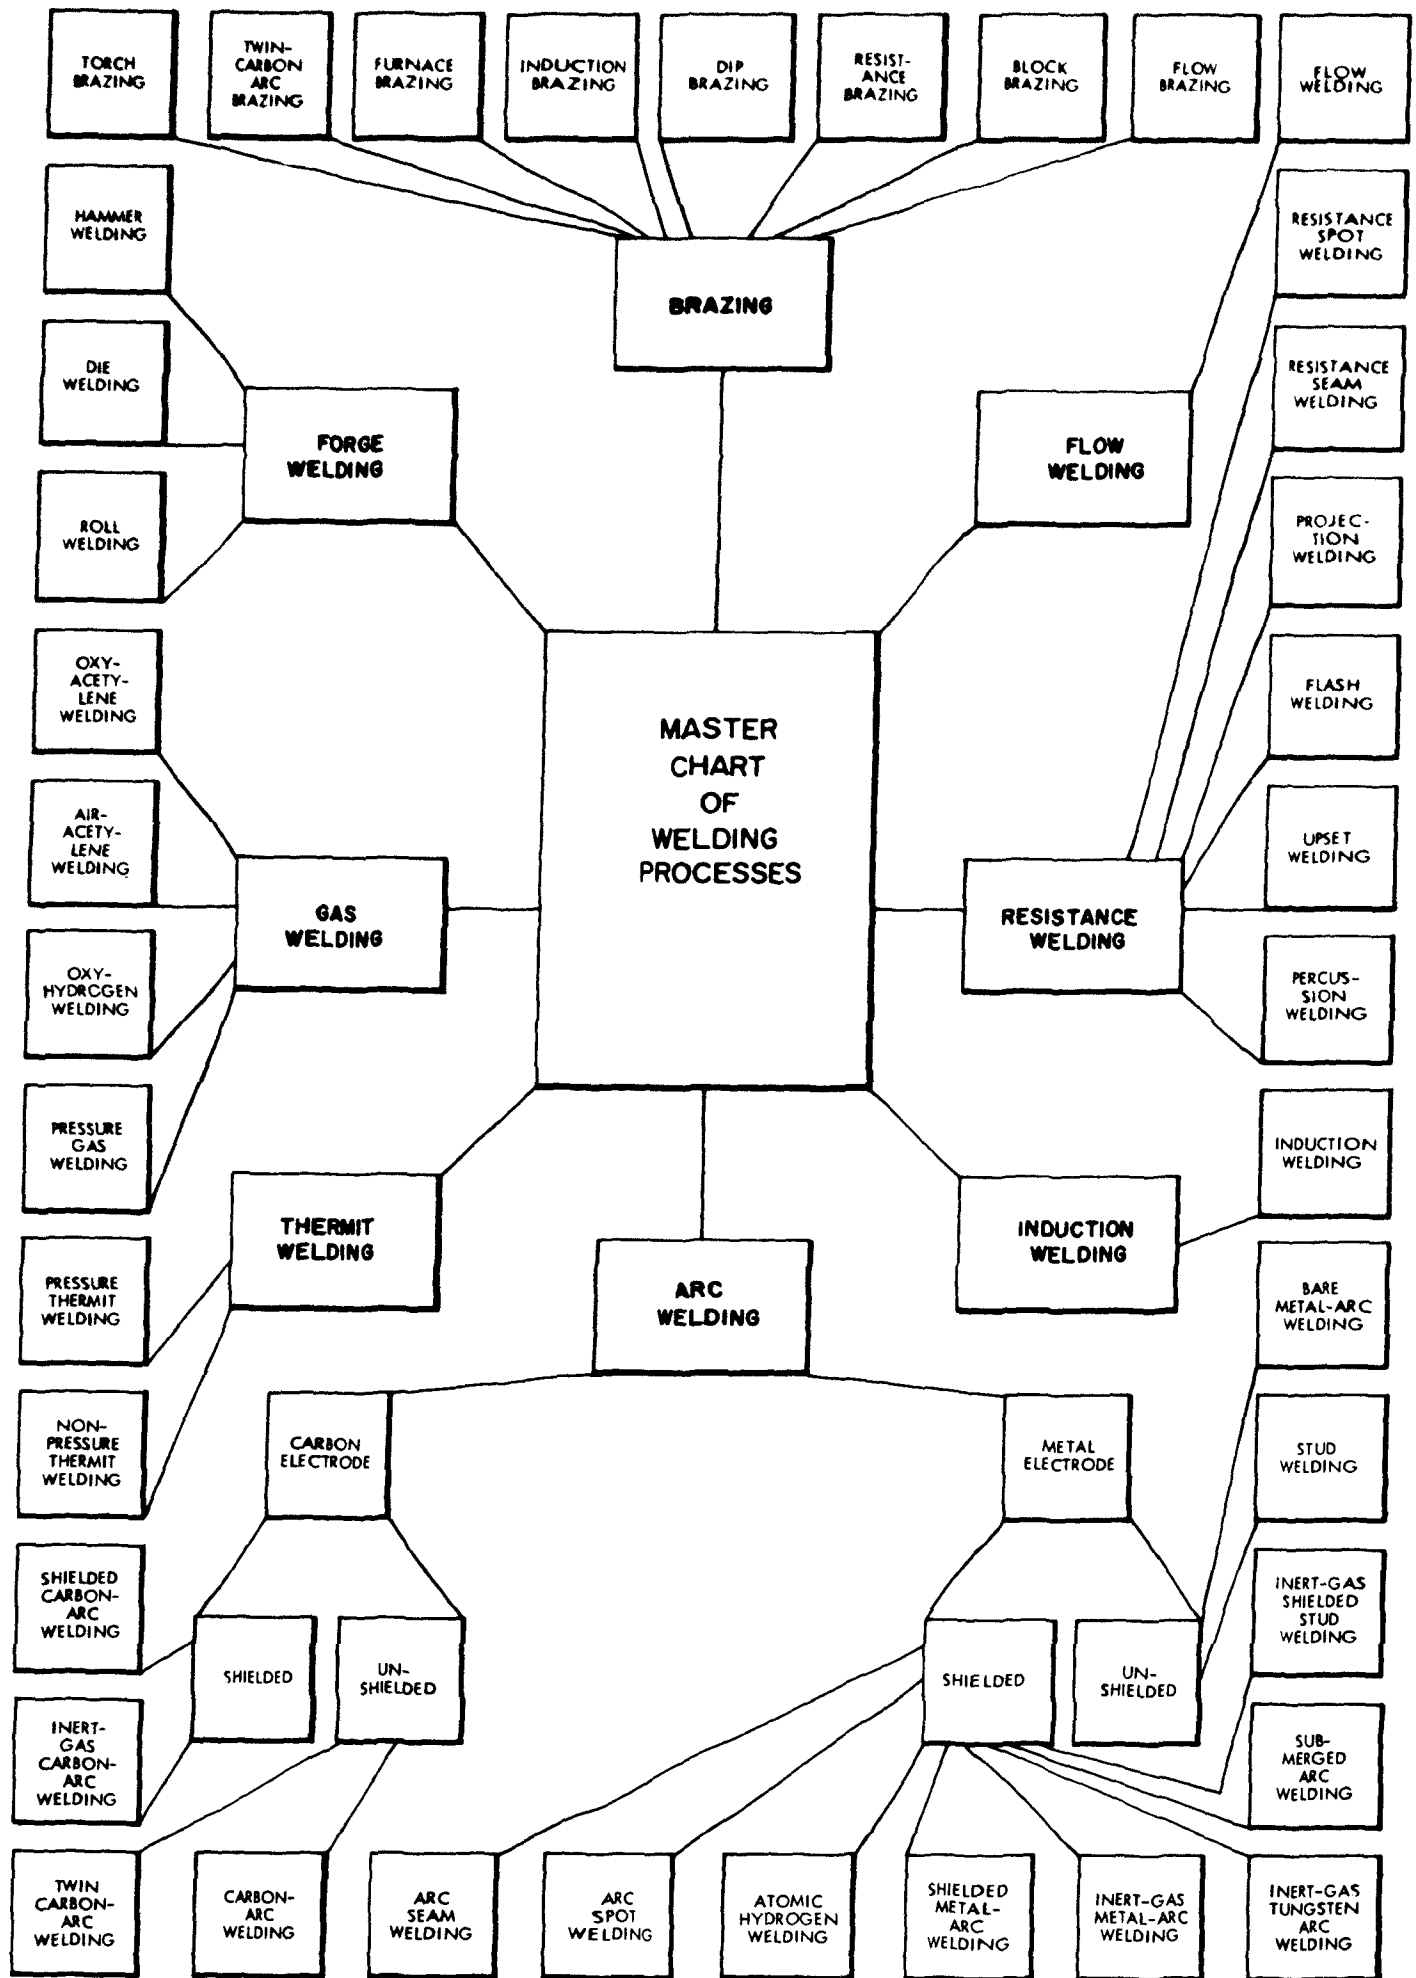 TORCH
BRAZING
TWIN-
CARBON
ARC
BRAZING
FURNACE
BRAZING
INDUCTION
BRAZING
DIP
BRAZING
RESIST-
ANCE
BRAZING
BLOCK
BRAZING
FLOW
BRAZING
FLOW
WELDING
HAMMER
WELDING
DIE
WELDING
ROLL
WELDING
OXY-
ACETY-
LENE
WELDING
AIR-
ACETY-
LENE
WELDING
OXY-
HYDROGEN
WELDING
PRESSURE
GAS
WELDING
PRESSURE
THERMIT
WELDING
NON-
PRESSURE
THERMIT
WELDING
SHIELDED
CARBON-
ARC
WELDING
INERT-
GAS
CARBON-
ARC
WELDING
BRAZING
FORGE
WELDING
FLOW
WELDING
MASTER
CHART
OF
WELDING
PROCESSES
GAS
WELDING
RESISTANCE
WELDING
THERMIT
WELDING
ARC
WELDING
INDUCTION
WELDING
CARBON
ELECTRODE
METAL
ELECTRODE
SHIELDED
UN-
SHIELDED
SHIELDED
UN-
SHIELDED
RESISTANCE
SPOT
WELDING
RESISTANCE
SEAM
WELDING
PROJEC-
TION
WELDING
FLASH
WELDING
UPSET
WELDING
PERCUS-
SION
WELDING
INDUCTION
WELDING
BARE
METAL-ARC
WELDING
STUD
WELDING
INERT-GAS
SHIELDED
STUD
WELDING
SUB-
MERGED
ARC
WELDING
TWIN
CARBON-
ARC
WELDING
CARBON-
ARC
WELDING
ARC
SEAM
WELDING
ARC
SPOT
WELDING
ATOMIC
HYDROGEN
WELDING
SHIELDED
METAL-
ARC
WELDING
INERT-GAS
METAL-ARC
WELDING
INERT-GAS
TUNGSTEN
ARC
WELDING